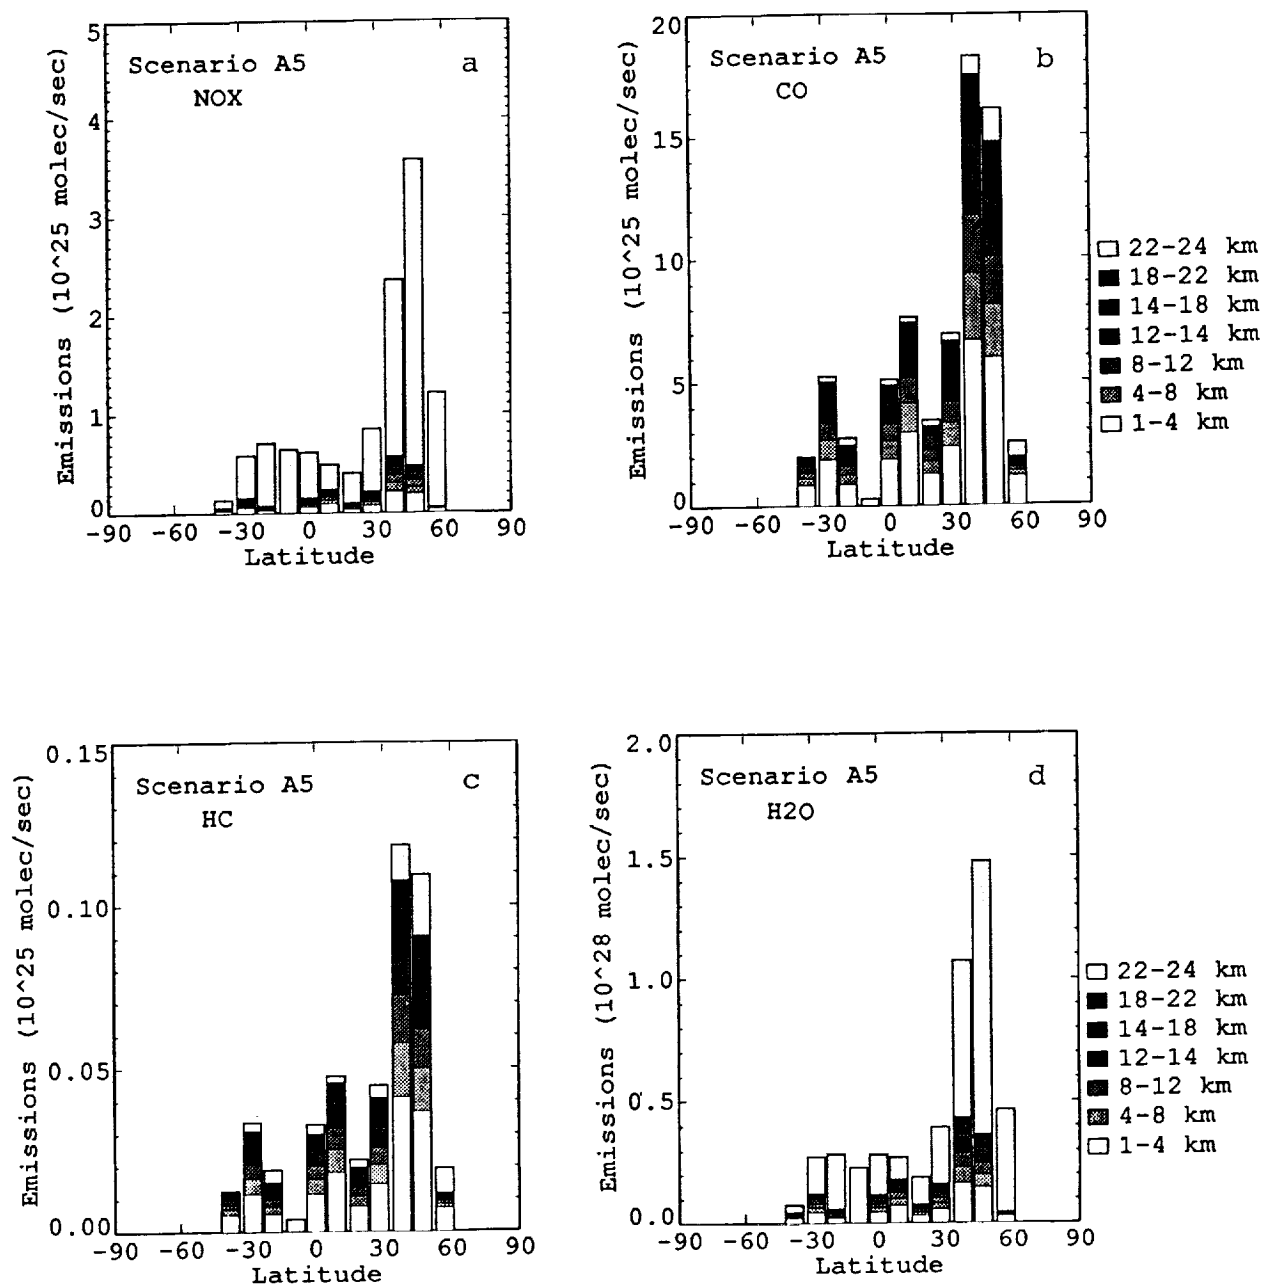 Scenario A5
a
NOX
Emissions (10^25 molec/sec)
5
4
3
2
1
0
-90 -60 -30 0 30 60 90
Latitude
Scenario A5
b
CO
Emissions (10^25 molec/sec)
20
15
10
5
0
-90 -60 -30 0 30 60 90
Latitude
22-24 km
18-22 km
14-18 km
12-14 km
8-12 km
4-8 km
1-4 km
Scenario A5
c
HC
Emissions (10^25 molec/sec)
0.15
0.10
0.05
0.00
-90 -60 -30 0 30 60 90
Latitude
Scenario A5
d
H2O
Emissions (10^28 molec/sec)
2.0
1.5
1.0
0.5
0.0
-90 -60 -30 0 30 60 90
Latitude
22-24 km
18-22 km
14-18 km
12-14 km
8-12 km
4-8 km
1-4 km